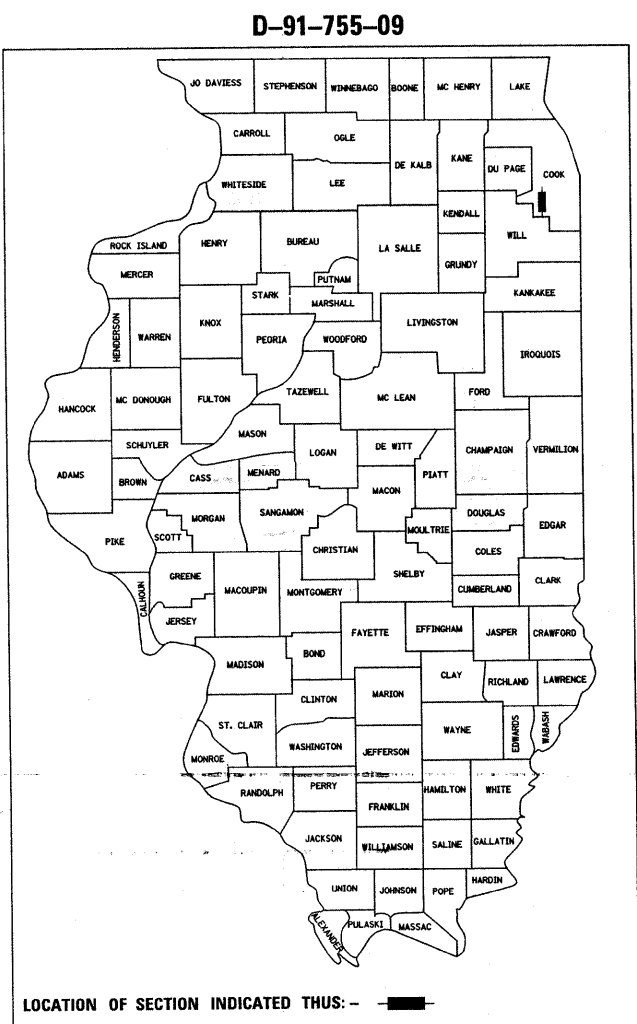 D-91-755-09
JO DAVIESS STEPHENSON WINNEBAGO BOONE MC HENRY LAKE
CARROLL OGLE DE KALB KANE DU PAGE COOK
WHITESIDE LEE
KENDALL
ROCK ISLAND HENRY BUREAU LA SALLE WILL
MERCER PUTNAM GRUNDY
STARK MARSHALL KANKAKEE
HENDERSON WARREN KNOX PEORIA WOODFORD LIVINGSTON IROQUOIS
HANCOCK MC DONOUGH FULTON TAZEWELL MC LEAN FORD
SCHUYLER MASON LOGAN DE WITT CHAMPAIGN VERMILION
ADAMS BROWN CASS MENARD MACON PIATT
PIKE SCOTT MORGAN SANGAMON CHRISTIAN MOULTRIE DOUGLAS EDGAR
COLES
CALHOUN GREENE MACOUPIN MONTGOMERY SHELBY CUMBERLAND CLARK
JERSEY FAYETTE EFFINGHAM JASPER CRAWFORD
MADISON BOND CLAY RICHLAND LAWRENCE
CLINTON MARION
ST. CLAIR WAYNE EDWARDS WABASH
MONROE WASHINGTON JEFFERSON
RANDOLPH PERRY HAMILTON WHITE
FRANKLIN
JACKSON WILLIAMSON SALINE GALLATIN
UNION JOHNSON POPE HARDIN
ALEXANDER PULASKI MASSAC
LOCATION OF SECTION INDICATED THUS: -